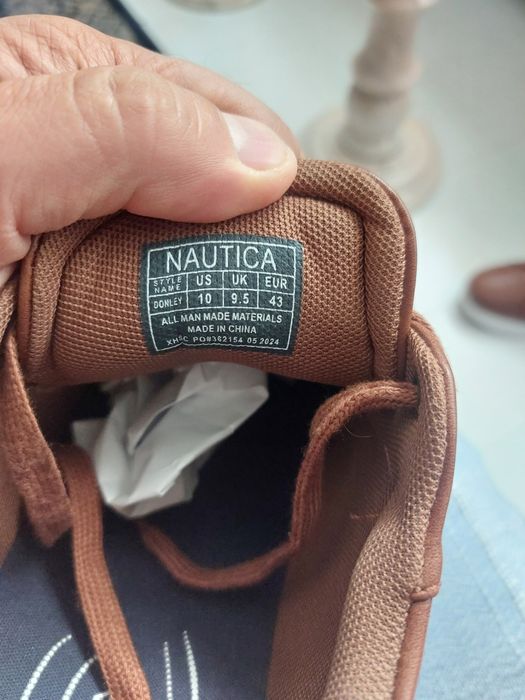 NAUTICA
STYLE NAME US UK EUR
DONLEY 10 9.5 43
ALL MAN MADE MATERIALS
MADE IN CHINA
XHSC PO#362154 05 2024